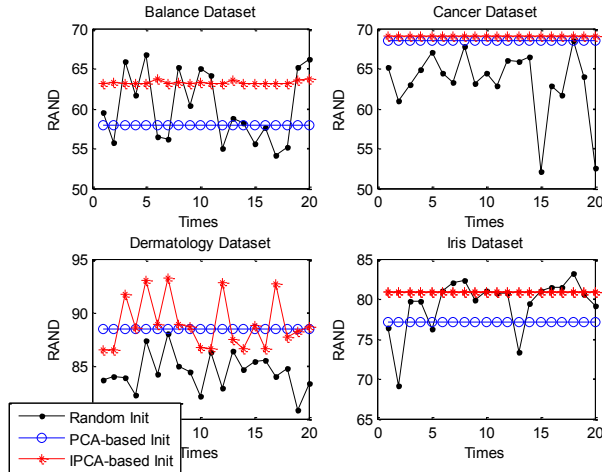 Balance Dataset
70
65
60
55
50
RAND
0
5
10
15
20
Times
Cancer Dataset
70
65
60
55
50
RAND
0
5
10
15
20
Times
Dermatology Dataset
95
90
85
RAND
10
15
20
Times
Iris Dataset
85
80
75
70
65
RAND
0
5
10
15
20
Times
Random Init
PCA-based Init
IPCA-based Init